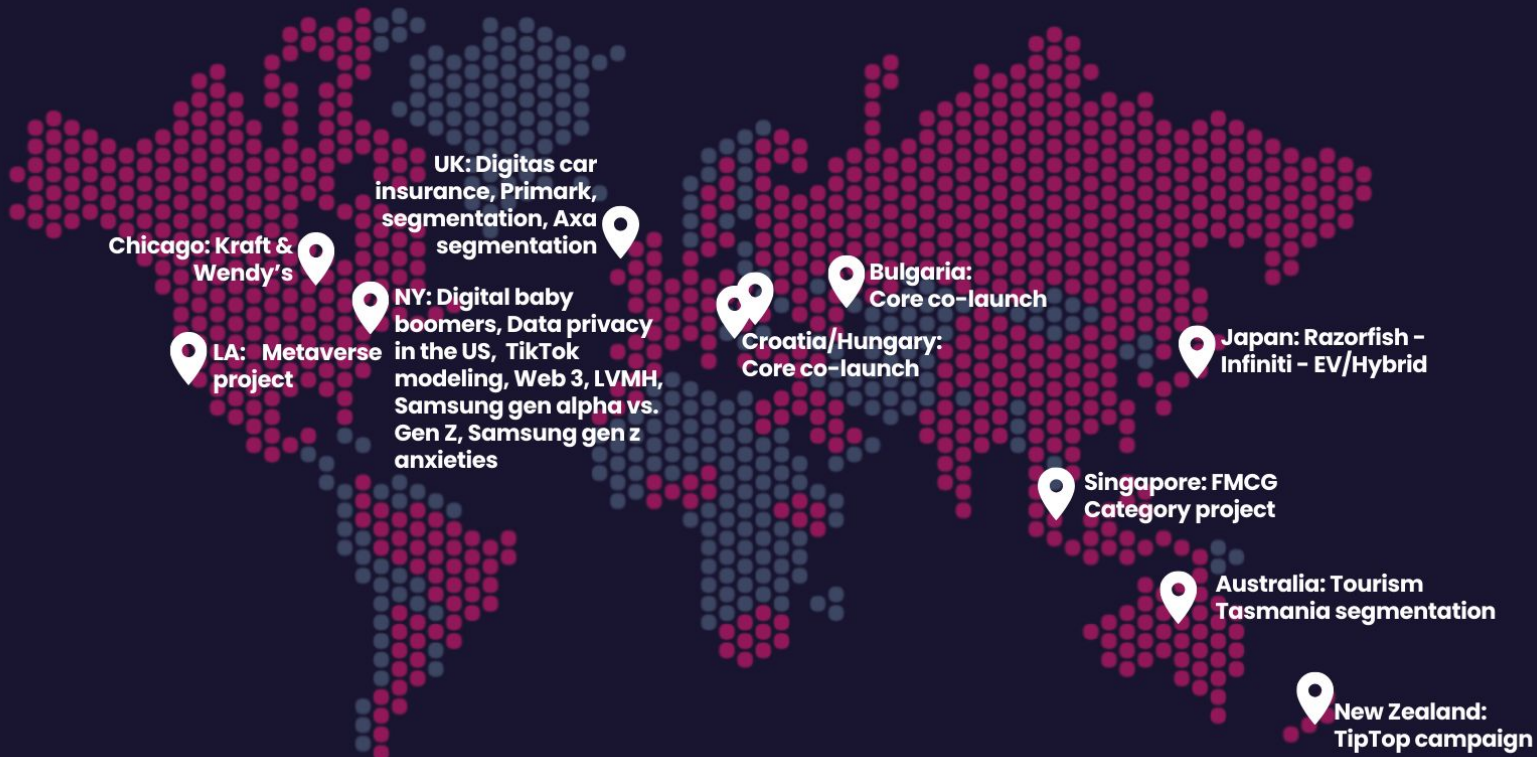 UK: Digitas car
insurance, Primark,
segmentation, Axa
segmentation
Chicago: Kraft &
Wendy's
NY: Digital baby
boomers, Data privacy
in the US, TikTok
modeling, Web 3, LVMH,
Samsung gen alpha vs.
Gen Z, Samsung gen z
anxieties
LA: Metaverse
project
Bulgaria:
Core co-launch
Croatia/Hungary:
Core co-launch
Japan: Razorfish -
Infiniti - EV/Hybrid
Singapore: FMCG
Category project
Australia: Tourism
Tasmania segmentation
New Zealand:
TipTop campaign